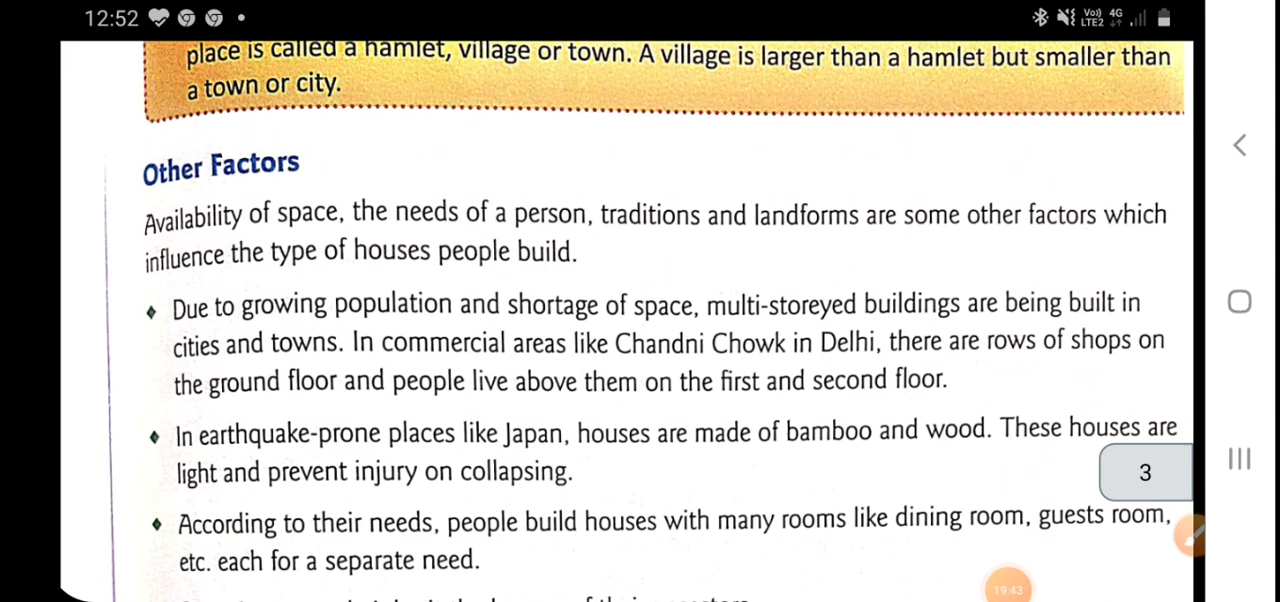 12:52
Vo)) 4G
LTE2
place is called a hamlet, village or town. A village is larger than a hamlet but smaller than
a town or city.
Other Factors
Availability of space, the needs of a person, traditions and landforms are some other factors which
influence the type of houses people build.
Due to growing population and shortage of space, multi-storeyed buildings are being built in
cities and towns. In commercial areas like Chandni Chowk in Delhi, there are rows of shops on
the ground floor and people live above them on the first and second floor.
In earthquake-prone places like Japan, houses are made of bamboo and wood. These houses are
light and prevent injury on collapsing.
3
According to their needs, people build houses with many rooms like dining room, guests room,
etc. each for a separate need.
19:43